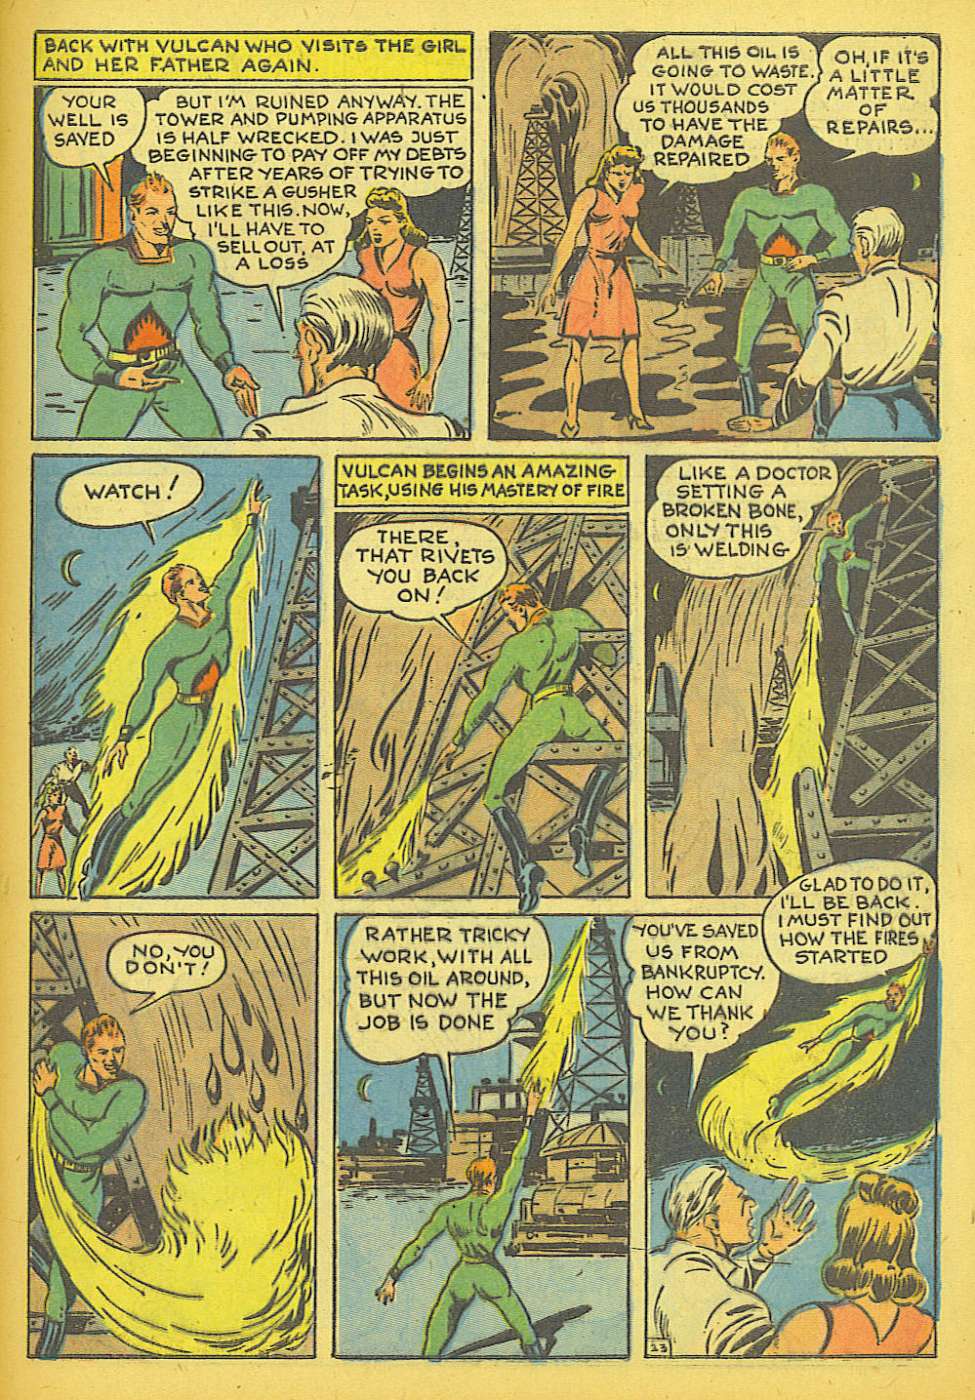 BACK WITH VULCAN WHO VISITS THE GIRL
AND HER FATHER AGAIN.
YOUR
WELL IS
SAVED
BUT I'M RUINED ANYWAY. THE
TOWER AND PUMPING APPARATUS
IS HALF WRECKED. I WAS JUST
BEGINNING TO PAY OFF MY DEBTS
AFTER YEARS OF TRYING TO
STRIKE A GUSHER
LIKE THIS. NOW,
I'LL HAVE TO
SELL OUT, AT
A LOSS
ALL THIS OIL IS
GOING TO WASTE.
IT WOULD COST
US THOUSANDS
TO HAVE THE
DAMAGE
REPAIRED
OH, IF IT'S
A LITTLE
MATTER
OF
REPAIRS...
WATCH!
VULCAN BEGINS AN AMAZING
TASK, USING HIS MASTERY OF FIRE
THERE,
THAT RIVETS
YOU BACK
ON!
LIKE A DOCTOR
SETTING A
BROKEN BONE,
ONLY THIS
IS WELDING
NO, YOU
DON'T!
RATHER TRICKY
WORK, WITH ALL
THIS OIL AROUND,
BUT NOW THE
JOB IS DONE
YOU'VE SAVED
US FROM
BANKRUPTCY.
HOW CAN
WE THANK
YOU?
GLAD TO DO IT,
I'LL BE BACK.
I MUST FIND OUT
HOW THE FIRES
STARTED
23